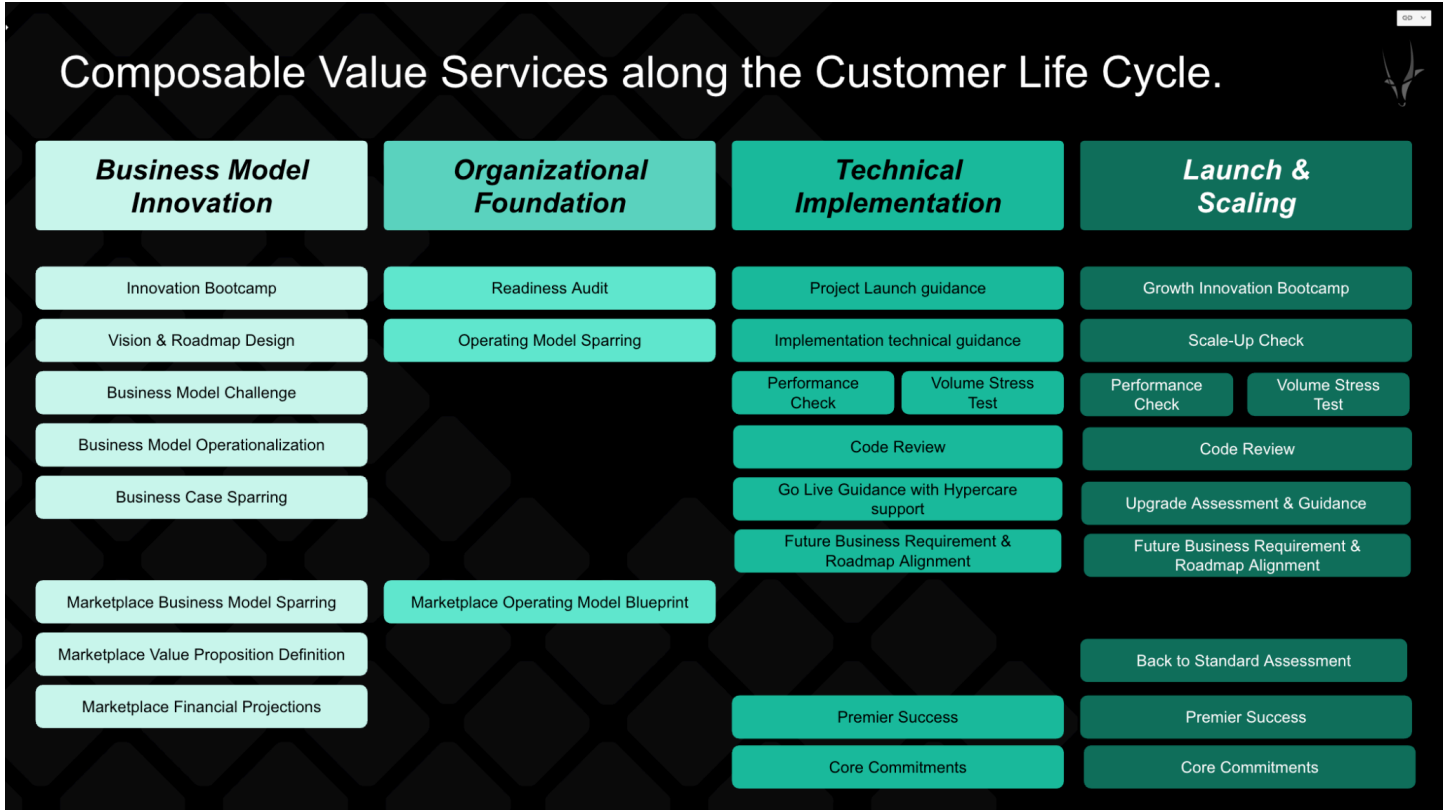 Composable Value Services along the Customer Life Cycle.
Business Model
Innovation
Innovation Bootcamp
Vision & Roadmap Design
Business Model Challenge
Business Model Operationalization
Business Case Sparring
Marketplace Business Model Sparring
Marketplace Value Proposition Definition
Marketplace Financial Projections
Organizational
Foundation
Readiness Audit
Operating Model Sparring
Marketplace Operating Model Blueprint
Technical
Implementation
Project Launch guidance
Implementation technical guidance
Performance
Check
Volume Stress
Test
Code Review
Go Live Guidance with Hypercare
support
Future Business Requirement &
Roadmap Alignment
Premier Success
Core Commitments
Launch &
Scaling
Growth Innovation Bootcamp
Scale-Up Check
Performance
Check
Volume Stress
Test
Code Review
Upgrade Assessment & Guidance
Future Business Requirement &
Roadmap Alignment
Back to Standard Assessment
Premier Success
Core Commitments